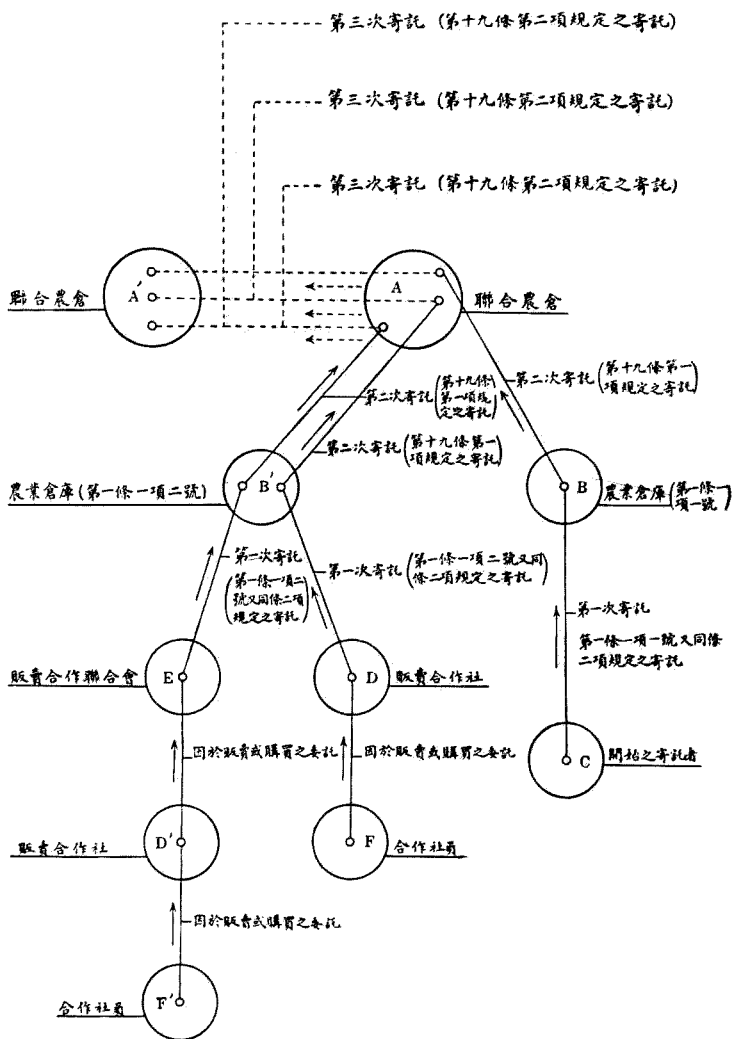 第三次寄託 (第十九條第二項規定之寄託)
第三次寄託 (第十九條第二項規定之寄託)
第三次寄託 (第十九條第二項規定之寄託)
聯合農倉
A′
A
聯合農倉
第二次寄託(第十九條第一
項規定之寄託)
第二次寄託(第十九條
第一項規
定之寄託)
第二次寄託(第十九條第一
項規定之寄託)
農業倉庫(第一條一項二號)
B′
B
農業倉庫(第一條一
項一號)
第一次寄託
(第一條一項二
號又同條二項
規定之寄託)
第一次寄託(第一條一項二號又同
條二項規定之寄託)
第一次寄託
第一條一項一號又同條
二項規定之寄託
販賣合作聯合會
E
D
販賣合作社
因於販賣或購買之委託
因於販賣或購買之委託
C
開始之寄託者
販賣合作社
D′
F
合作社員
因於販賣或購買之委託
合作社員
F′